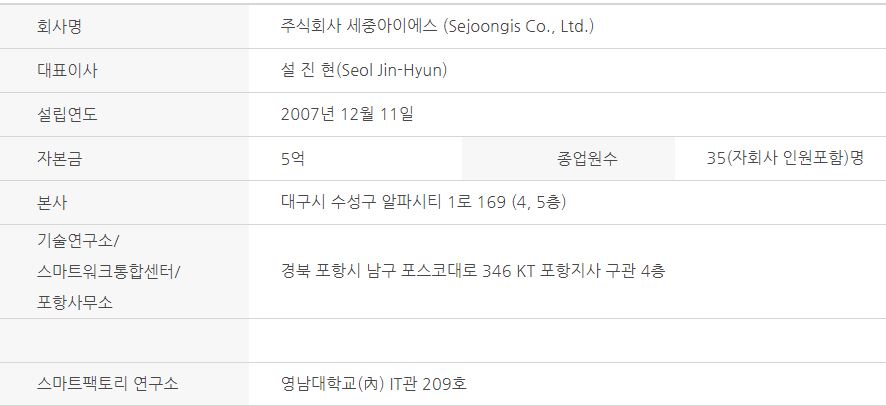 회사명 주식회사 세중아이에스 (Sejoongis Co., Ltd.)
대표이사 설 진 현(Seol Jin-Hyun)
설립연도 2007년 12월 11일
자본금 5억 종업원수 35(자회사 인원포함)명
본사 대구시 수성구 알파시티 1로 169 (4, 5층)
기술연구소/
스마트워크통합센터/ 경북 포항시 남구 포스코대로 346 KT 포항지사 구관 4층
포항사무소
스마트팩토리 연구소 영남대학교(內) IT관 209호